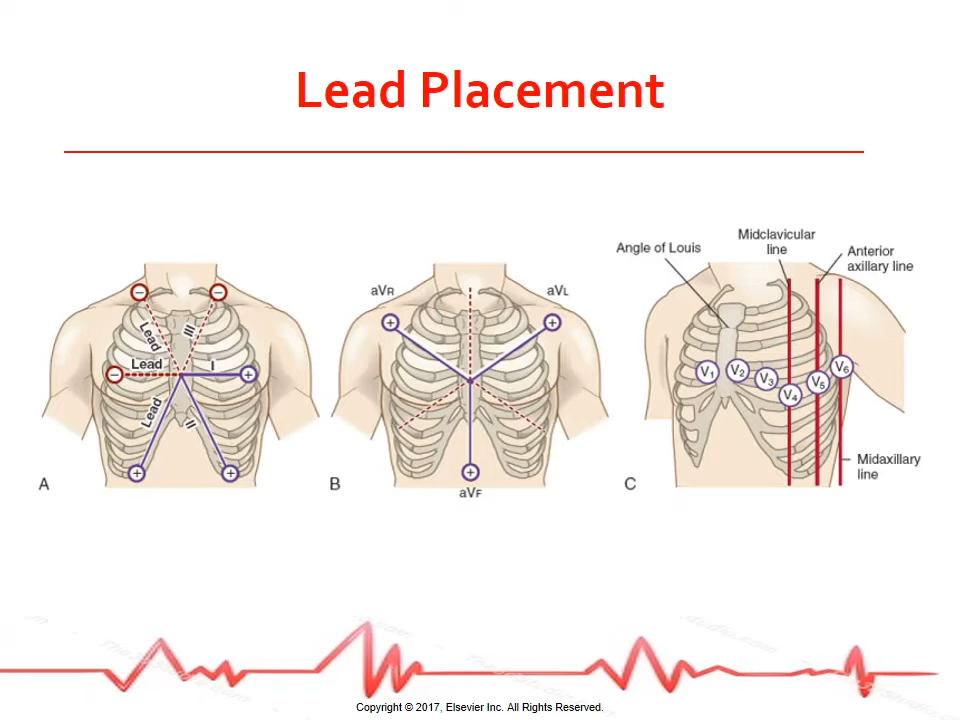 Lead Placement
Angle of Louis
Midclavicular
line
Anterior
axillary line
Lead
III
Lead
I
Lead
II
A
aVR
aVL
aVF
B
V1
V2
V3
V4
V5
V6
Midaxillary
line
C
Copyright © 2017, Elsevier Inc. All Rights Reserved.